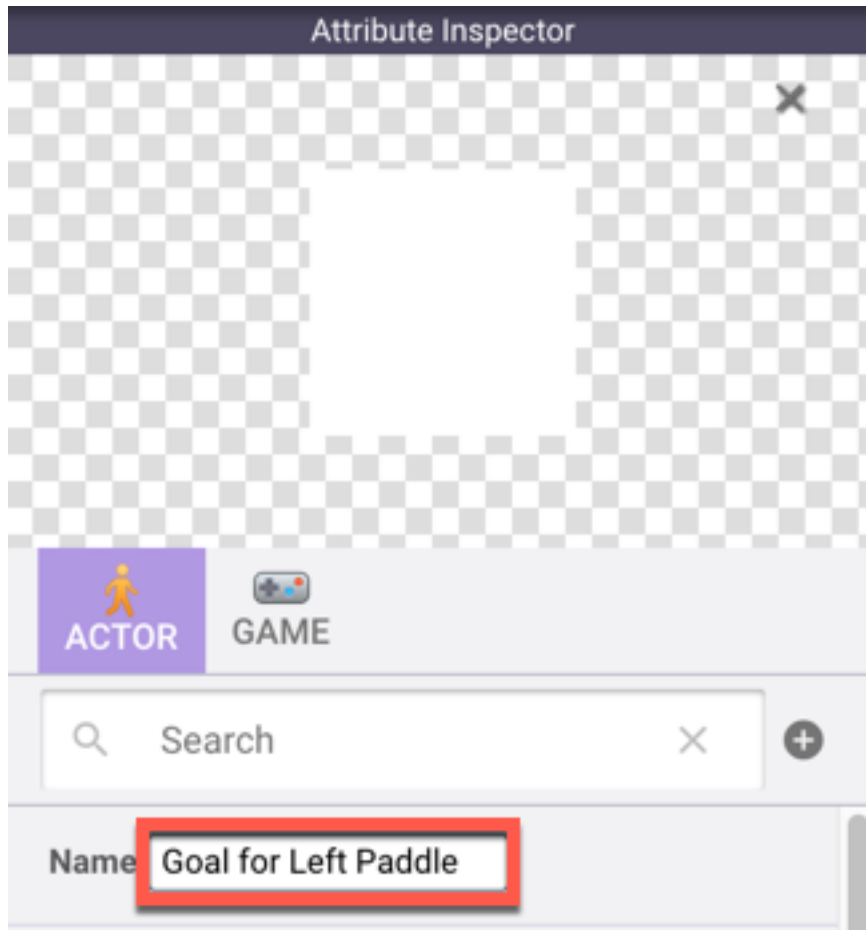 Attribute Inspector
ACTOR
GAME
Search
Name Goal for Left Paddle